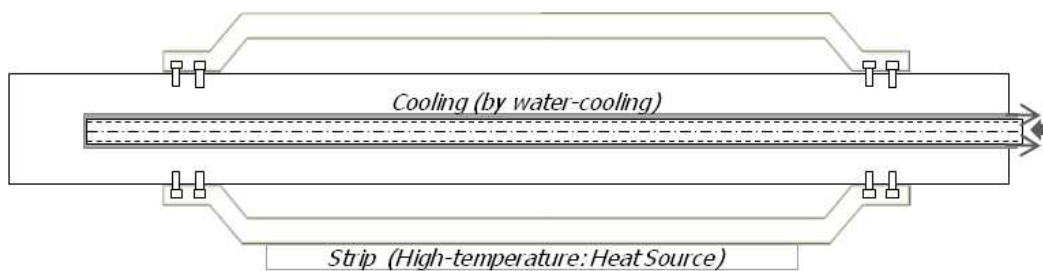 Cooling (by water-cooling)
Strip (High-temperature: Heat Source)